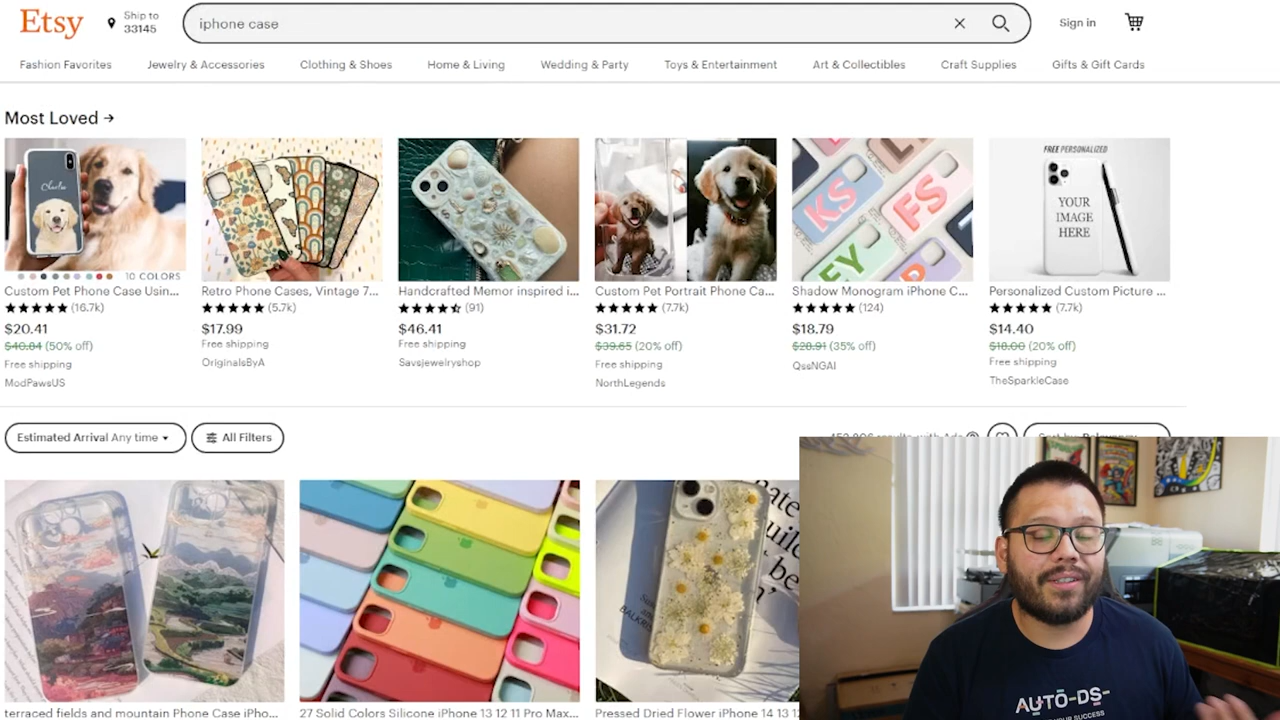 Etsy
Ship to
33145
iphone case
Sign in
Fashion Favorites
Jewelry & Accessories
Clothing & Shoes
Home & Living
Wedding & Party
Toys & Entertainment
Art & Collectibles
Craft Supplies
Gifts & Gift Cards
Most Loved
Charlie
10 COLORS
KS
FS
EY
FREE PERSONALIZED
YOUR
IMAGE
HERE
Custom Pet Phone Case Usin...
(16.7k)
$20.41
$40.84 (50% off)
Free shipping
ModPawsUS
Retro Phone Cases, Vintage 7...
(5.7k)
$17.99
Free shipping
OriginalsByA
Handcrafted Memor inspired i...
(91)
$46.41
Free shipping
Savsjewelryshop
Custom Pet Portrait Phone Ca...
(7.7k)
$31.72
$39.65 (20% off)
Free shipping
NorthLegends
Shadow Monogram iPhone C...
(124)
$18.79
$28.91 (35% off)
QssNGAI
Personalized Custom Picture ...
(7.7k)
$14.40
$18.00 (20% off)
Free shipping
TheSparkleCase
Estimated Arrival Any time
All Filters
terraced fields and mountain Phone Case iPho...
27 Solid Colors Silicone iPhone 13 12 11 Pro Max...
Pressed Dried Flower iPhone 14 13 12
AUTO-DS-
YOUR SUCCESS